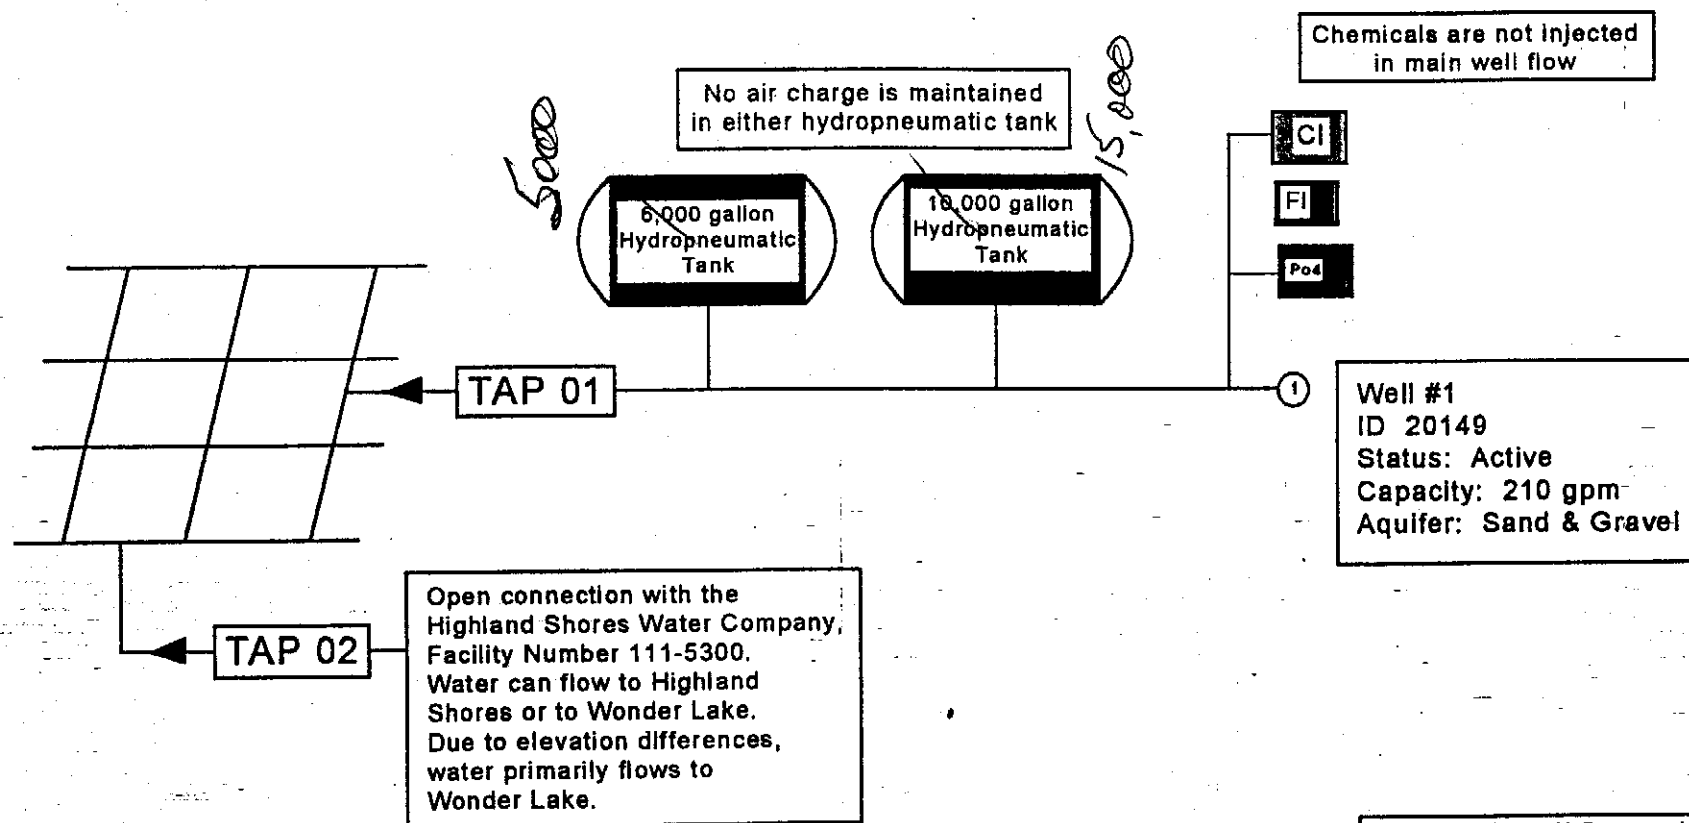 Chemicals are not injected
in main well flow
No air charge is maintained
in either hydropneumatic tank
5000
15,000
6,000 gallon
Hydropneumatic
Tank
10,000 gallon
Hydropneumatic
Tank
Cl
Fl
Po4
TAP 01
1
Well #1
ID 20149
Status: Active
Capacity: 210 gpm
Aquifer: Sand & Gravel
TAP 02
Open connection with the
Highland Shores Water Company,
Facility Number 111-5300.
Water can flow to Highland
Shores or to Wonder Lake.
Due to elevation differences,
water primarily flows to
Wonder Lake.